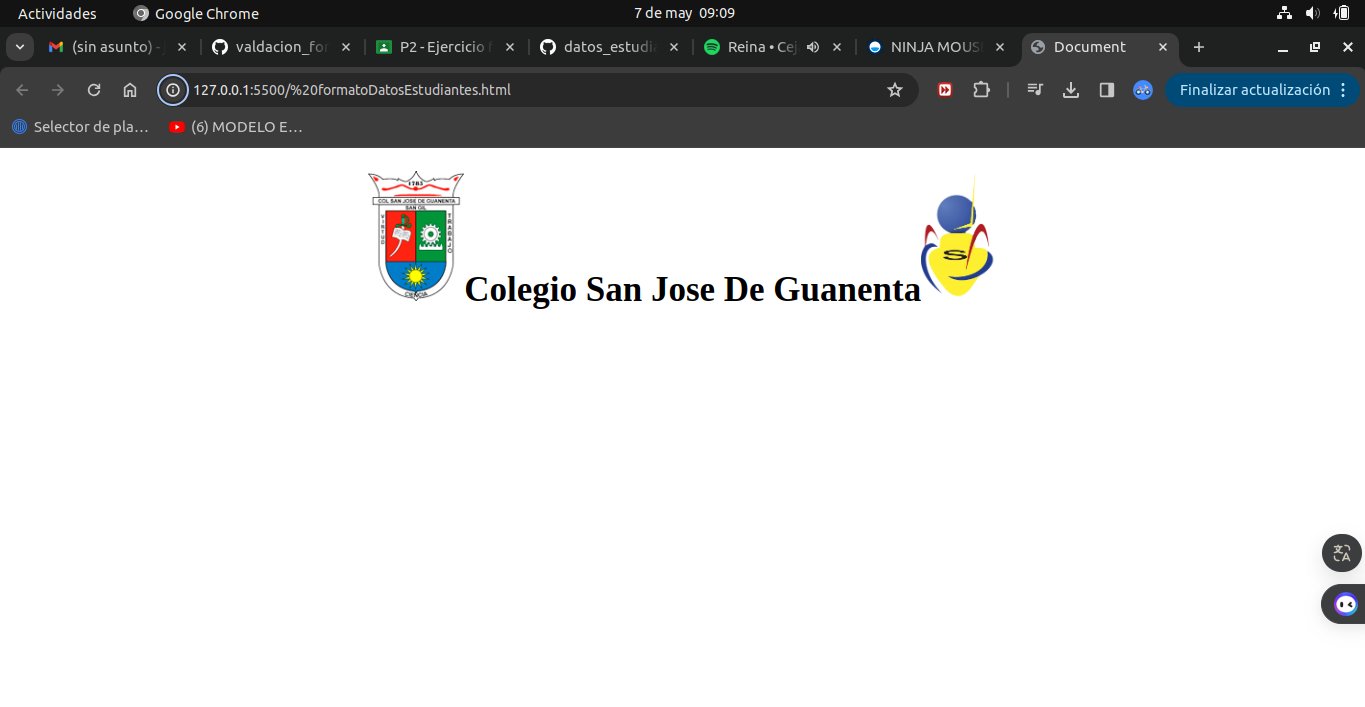 Actividades
Google Chrome
7 de may 09:09
(sin asunto) -
valdacion_for
P2 - Ejercicio
datos_estudia
Reina • Cej
NINJA MOUS
Document
127.0.0.1:5500/%20formatoDatosEstudiantes.html
Finalizar actualización
Selector de pla...
(6) MODELO E...
1783
COL SAN JOSE DE GUANENTA
SAN GIL
VIRTUD
TRABAJO
CIENCIA
S
Colegio San Jose De Guanenta